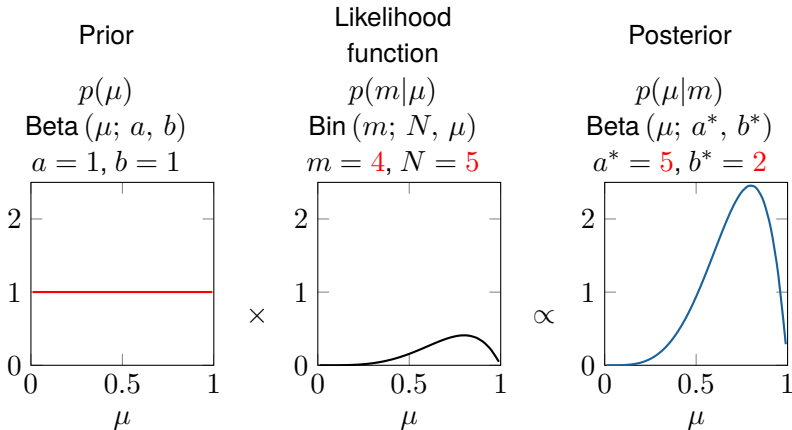 Prior
Likelihood function
Posterior
p(μ)
p(m|μ)
p(μ|m)
Beta (μ; a, b)
Bin (m; N, μ)
Beta (μ; a*, b*)
a = 1, b = 1
m = 4, N = 5
a* = 5, b* = 2
2
1
0
0 0.5 1
μ
×
2
1
0
0 0.5 1
μ
∝
2
1
0
0 0.5 1
μ